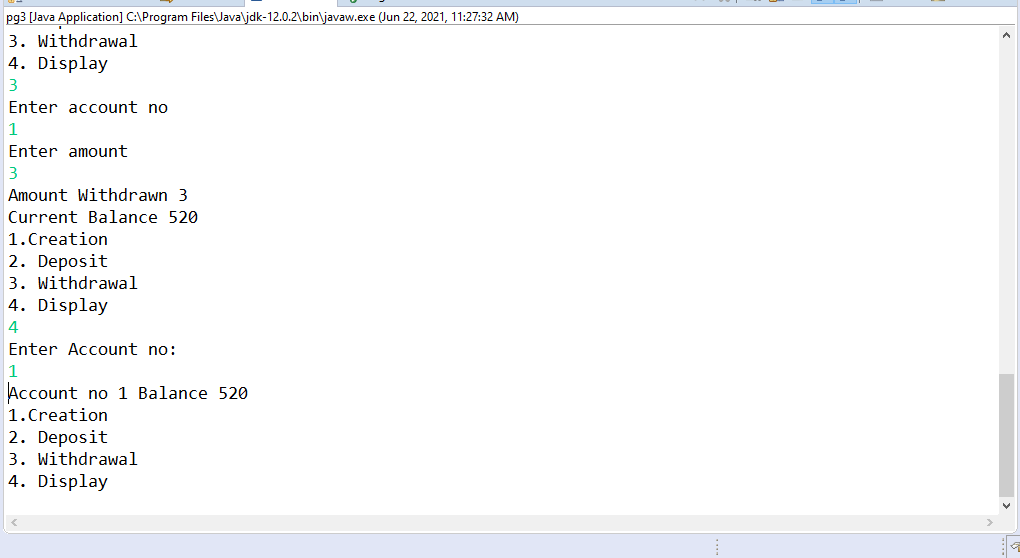 pg3 [Java Application] C:\Program Files\Java\jdk-12.0.2\bin\javaw.exe (Jun 22, 2021, 11:27:32 AM)
3. Withdrawal
4. Display
3
Enter account no
1
Enter amount
3
Amount Withdrawn 3
Current Balance 520
1.Creation
2. Deposit
3. Withdrawal
4. Display
4
Enter Account no:
1
Account no 1 Balance 520
1.Creation
2. Deposit
3. Withdrawal
4. Display